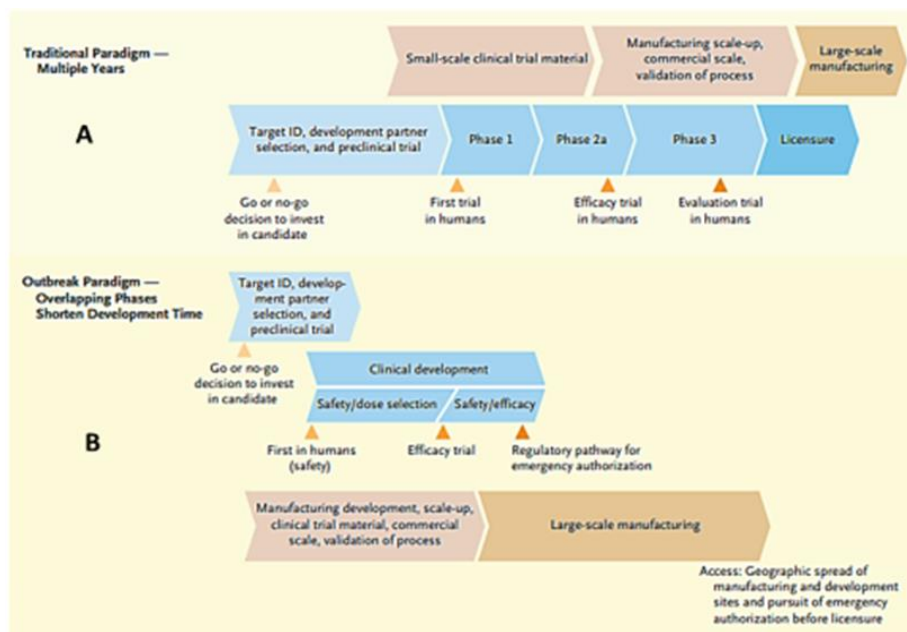 Traditional Paradigm —
Multiple Years
Small-scale clinical trial material
Manufacturing scale-up,
commercial scale,
validation of process
Large-scale
manufacturing
A
Target ID, development partner
selection, and preclinical trial
Phase 1
Phase 2a
Phase 3
Licensure
Go or no-go
decision to invest
in candidate
First trial
in humans
Efficacy trial
in humans
Evaluation trial
in humans
Outbreak Paradigm —
Overlapping Phases
Shorten Development Time
Target ID, develop-
ment partner
selection, and
preclinical trial
Go or no-go
decision to invest
in candidate
Clinical development
Safety/dose selection
Safety/efficacy
B
First in humans
(safety)
Efficacy trial
Regulatory pathway for
emergency authorization
Manufacturing development, scale-up,
clinical trial material, commercial
scale, validation of process
Large-scale manufacturing
Access: Geographic spread of
manufacturing and development
sites and pursuit of emergency
authorization before licensure